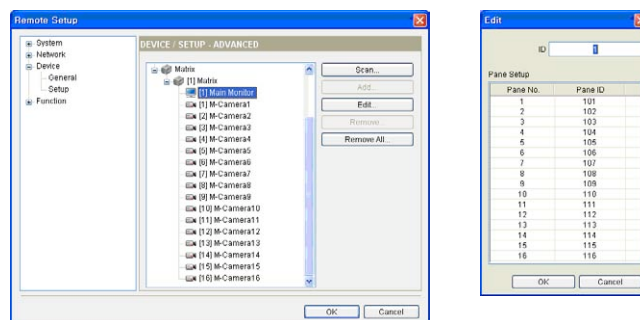 Remote Setup
System
Network
Device
General
Setup
Function
DEVICE / SETUP - ADVANCED
Matrix
[1] Matrix
[1] Main Monitor
[1] M-Camera1
[2] M-Camera2
[3] M-Camera3
[4] M-Camera4
[5] M-Camera5
[6] M-Camera6
[7] M-Camera7
[8] M-Camera8
[9] M-Camera9
[10] M-Camera10
[11] M-Camera11
[12] M-Camera12
[13] M-Camera13
[14] M-Camera14
[15] M-Camera15
[16] M-Camera16
Scan...
Add...
Edit...
Remove
Remove All...
OK Cancel
Edit
ID 1
Pane Setup
Pane No. Pane ID
1 101
2 102
3 103
4 104
5 105
6 106
7 107
8 108
9 109
10 110
11 111
12 112
13 113
14 114
15 115
16 116
OK Cancel